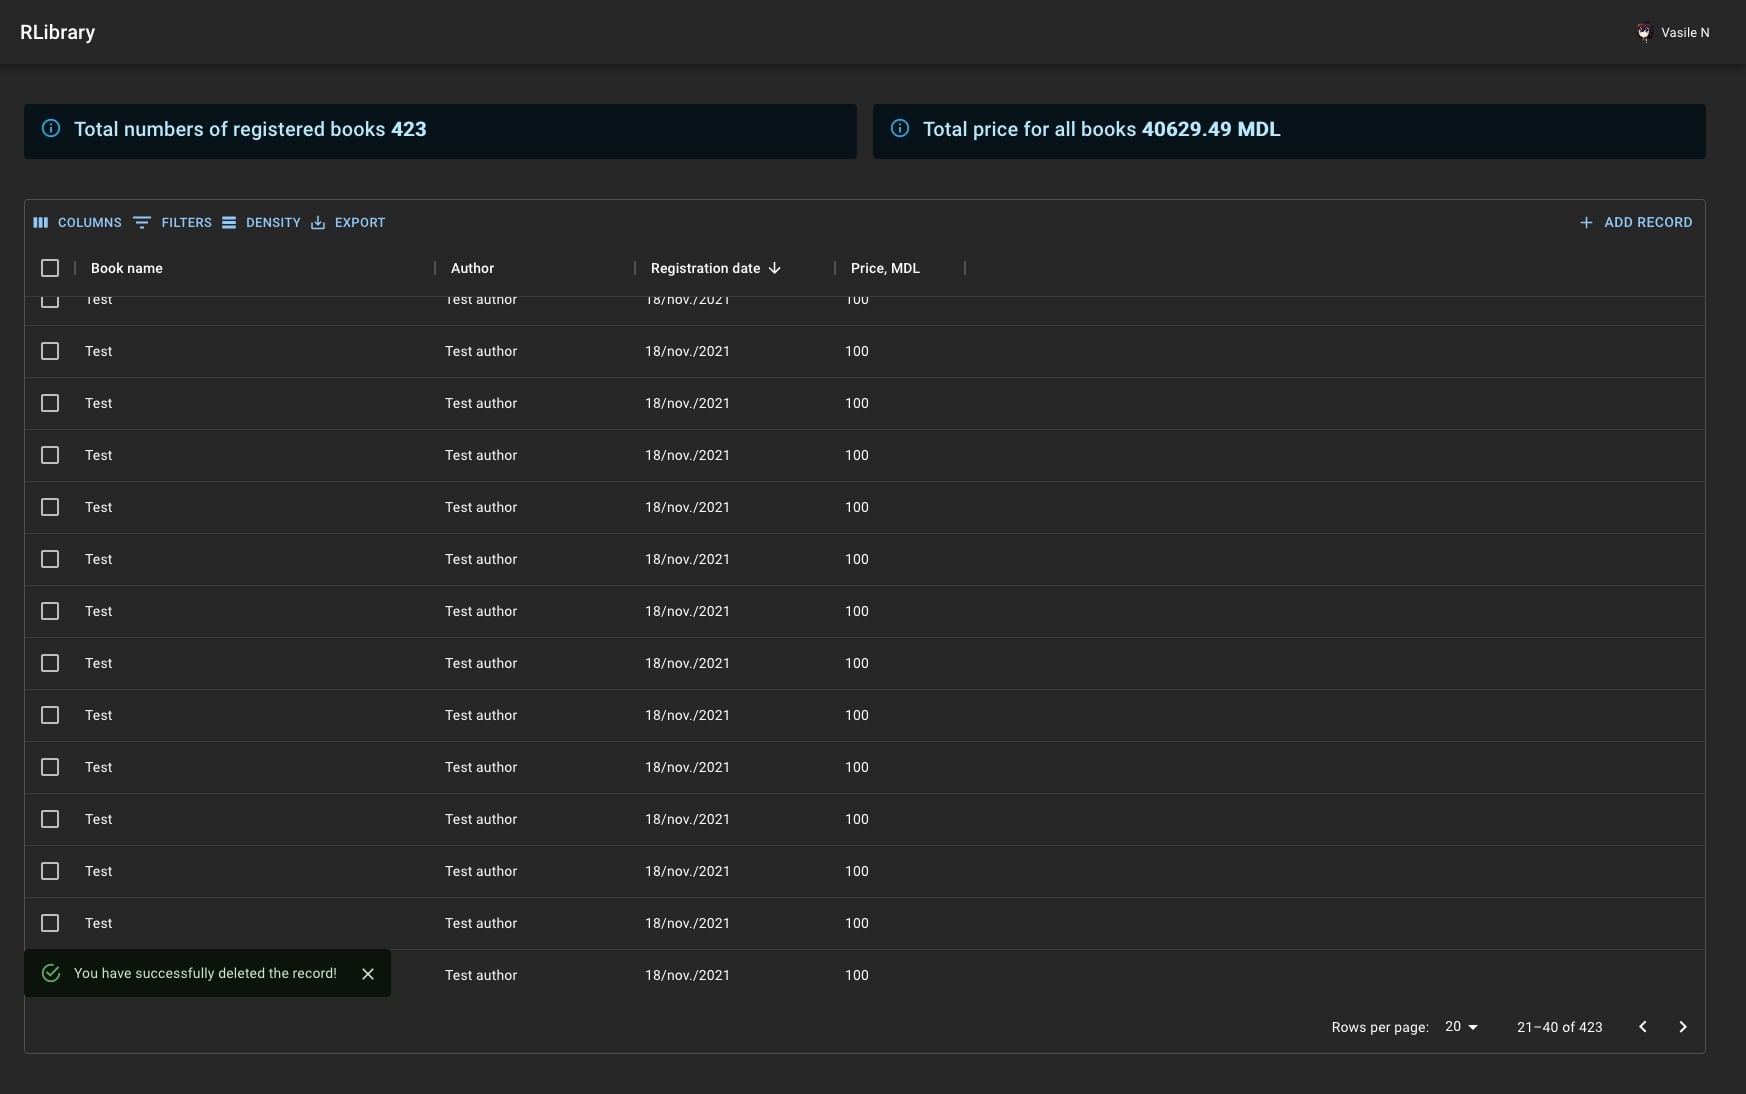 RLibrary
Vasile N
Total numbers of registered books 423
Total price for all books 40629.49 MDL
COLUMNS FILTERS DENSITY EXPORT
ADD RECORD
Book name Author Registration date Price, MDL
Test Test author 18/nov./2021 100
Test Test author 18/nov./2021 100
Test Test author 18/nov./2021 100
Test Test author 18/nov./2021 100
Test Test author 18/nov./2021 100
Test Test author 18/nov./2021 100
Test Test author 18/nov./2021 100
Test Test author 18/nov./2021 100
Test Test author 18/nov./2021 100
Test Test author 18/nov./2021 100
Test Test author 18/nov./2021 100
Test Test author 18/nov./2021 100
Test Test author 18/nov./2021 100
You have successfully deleted the record!
Test author 18/nov./2021 100
Rows per page: 20 21–40 of 423